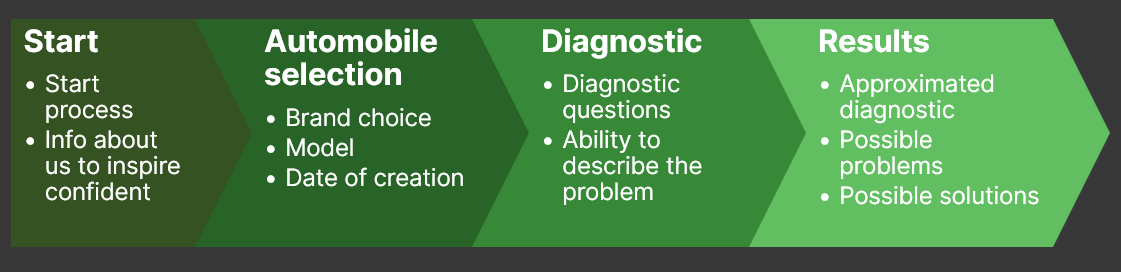 Start
• Start
process
• Info about
us to inspire
confident
Automobile
selection
• Brand choice
• Model
• Date of creation
Diagnostic
• Diagnostic
questions
• Ability to
describe the
problem
Results
• Approximated
diagnostic
• Possible
problems
• Possible solutions